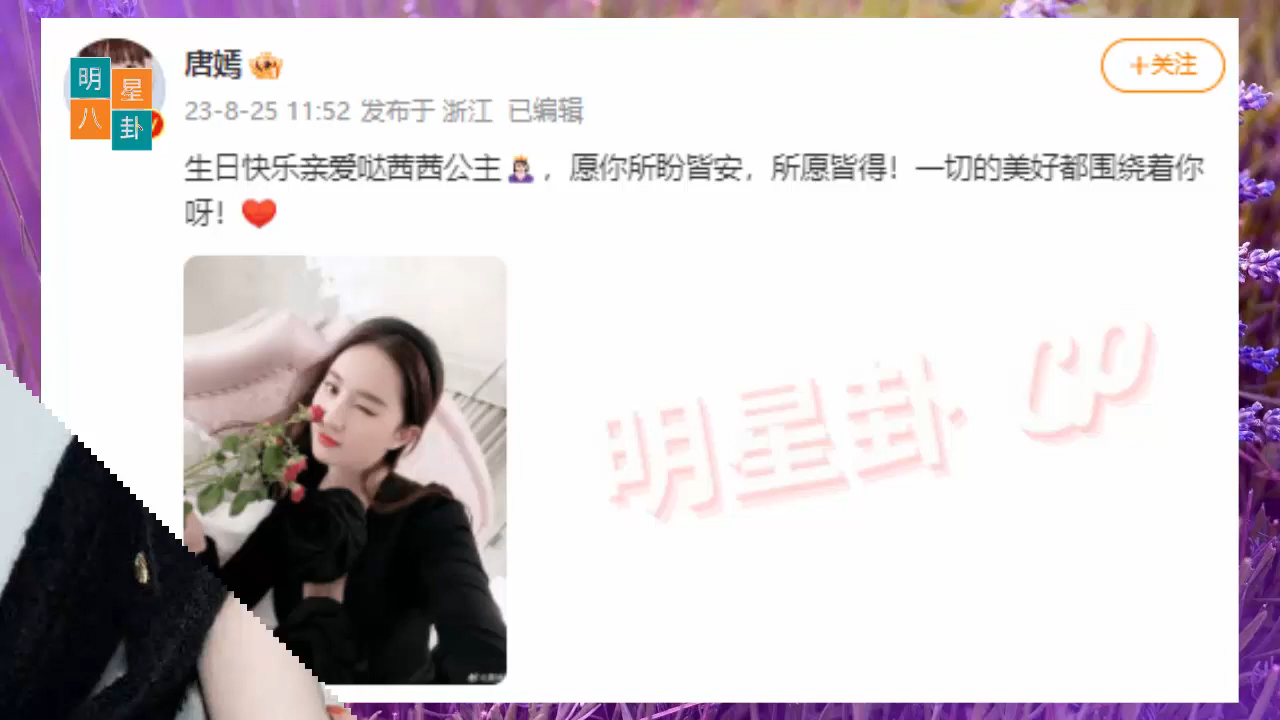 明星
八卦
唐嫣
+关注
23-8-25 11:52 发布于 浙江 已编辑
生日快乐亲爱哒茜茜公主，愿你所盼皆安，所愿皆得！一切的美好都围绕着你
呀！
明星卦 GO